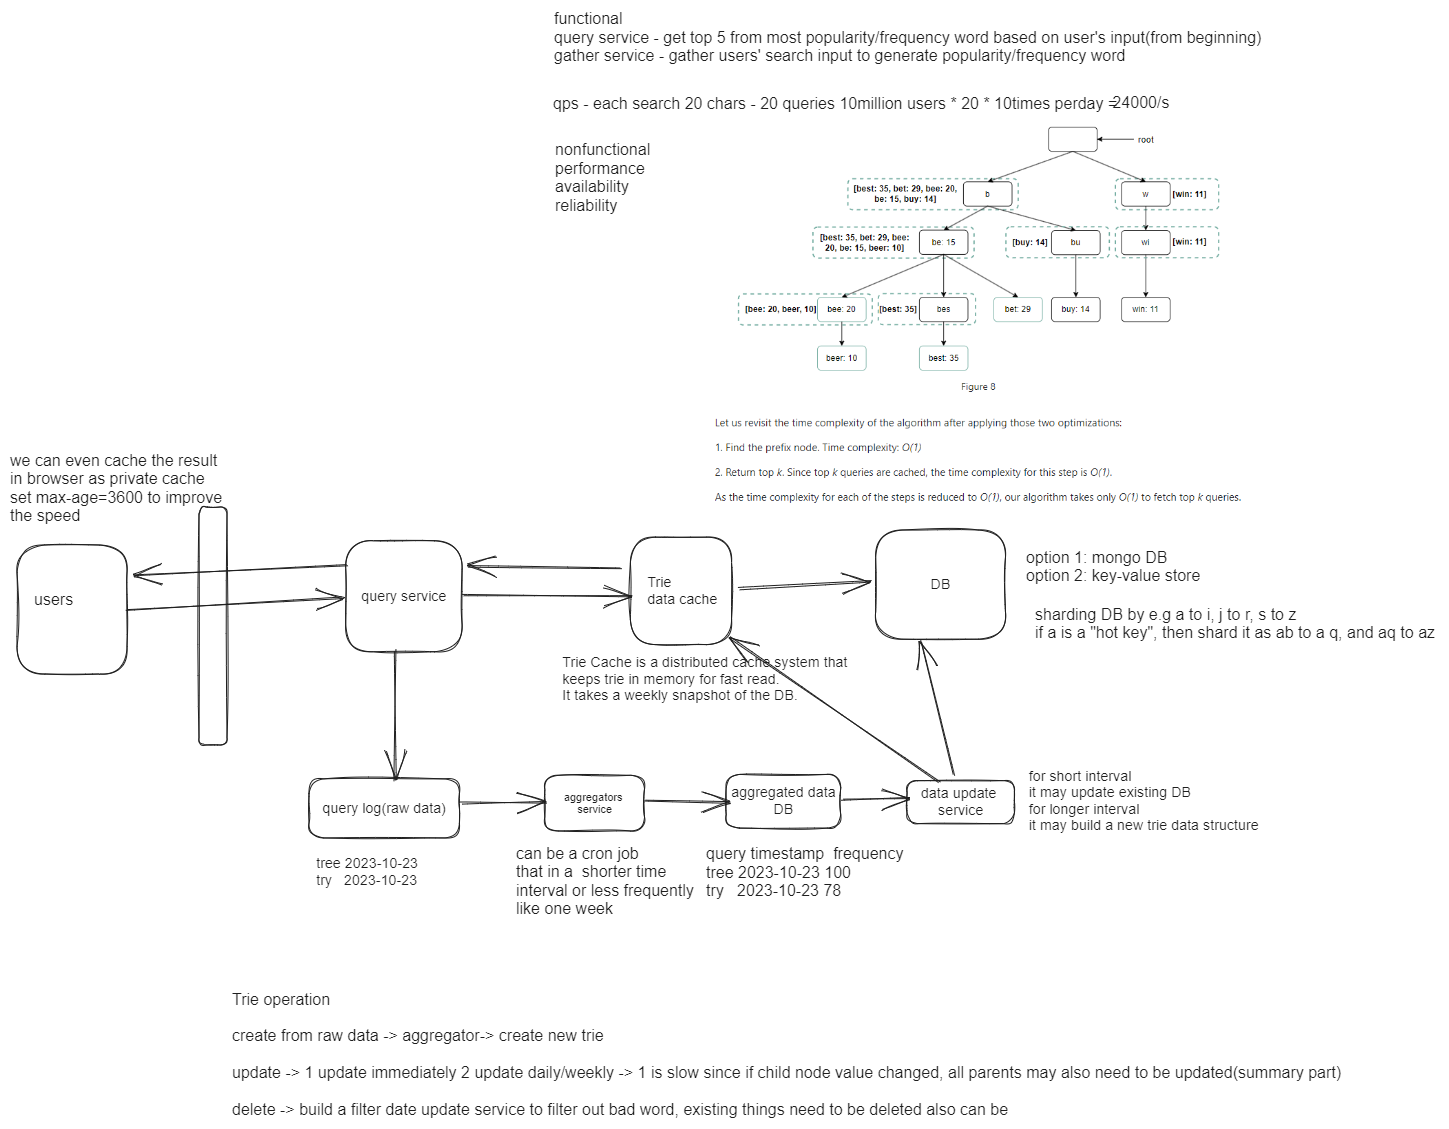 functional
query service - get top 5 from most popularity/frequency word based on user's input(from beginning)
gather service - gather users' search input to generate popularity/frequency word
qps - each search 20 chars - 20 queries 10million users * 20 * 10times perday =24000/s
nonfunctional
performance
availability
reliability
root
[best: 35, bet: 29, bee: 20,
be: 15, buy: 14]
b
w
[win: 11]
[best: 35, bet: 29, bee:
20, be: 15, beer: 10]
be: 15
[buy: 14]
bu
wi
[win: 11]
[bee: 20, beer, 10]
bee: 20
[best: 35]
bes
bet: 29
buy: 14
win: 11
beer: 10
best: 35
Figure 8
Let us revisit the time complexity of the algorithm after applying those two optimizations:
1. Find the prefix node. Time complexity: O(1)
2. Return top k. Since top k queries are cached, the time complexity for this step is O(1).
As the time complexity for each of the steps is reduced to O(1), our algorithm takes only O(1) to fetch top k queries.
we can even cache the result
in browser as private cache
set max-age=3600 to improve
the speed
users
query service
Trie
data cache
DB
option 1: mongo DB
option 2: key-value store
sharding DB by e.g a to i, j to r, s to z
if a is a "hot key", then shard it as ab to a q, and aq to az
Trie Cache is a distributed cache system that
keeps trie in memory for fast read.
It takes a weekly snapshot of the DB.
query log(raw data)
aggregators
service
aggregated data
DB
data update
service
for short interval
it may update existing DB
for longer interval
it may build a new trie data structure
tree 2023-10-23
try 2023-10-23
can be a cron job
that in a shorter time
interval or less frequently
like one week
query timestamp frequency
tree 2023-10-23 100
try 2023-10-23 78
Trie operation
create from raw data -> aggregator-> create new trie
update -> 1 update immediately 2 update daily/weekly -> 1 is slow since if child node value changed, all parents may also need to be updated(summary part)
delete -> build a filter date update service to filter out bad word, existing things need to be deleted also can be